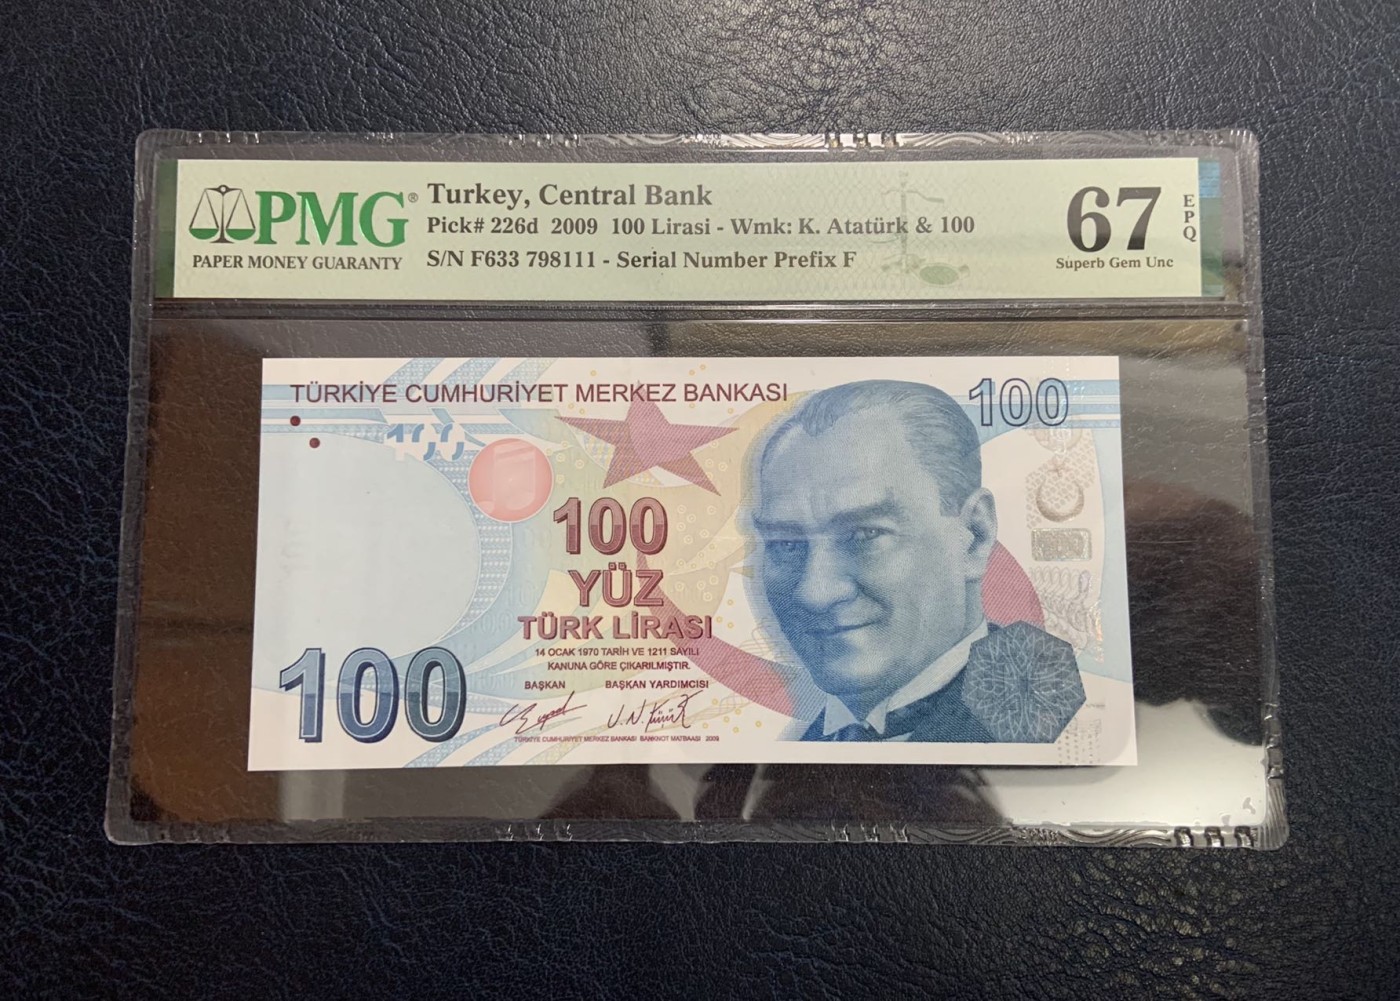 PMG®
PAPER MONEY GUARANTY
Turkey, Central Bank
Pick# 226d 2009 100 Lirasi - Wmk: K. Atatürk & 100
S/N F633 798111 - Serial Number Prefix F
67
EPQ
Superb Gem Unc
TÜRKİYE CUMHURİYET MERKEZ BANKASI
100
100
100
YÜZ
TÜRK LİRASI
14 OCAK 1970 TARİH VE 1211 SAYILI
KANUNA GÖRE ÇIKARILMIŞTIR.
BAŞKAN BAŞKAN YARDIMCISI
100
TÜRKİYE CUMHURİYET MERKEZ BANKASI BANKNOT MATBAASI 2009